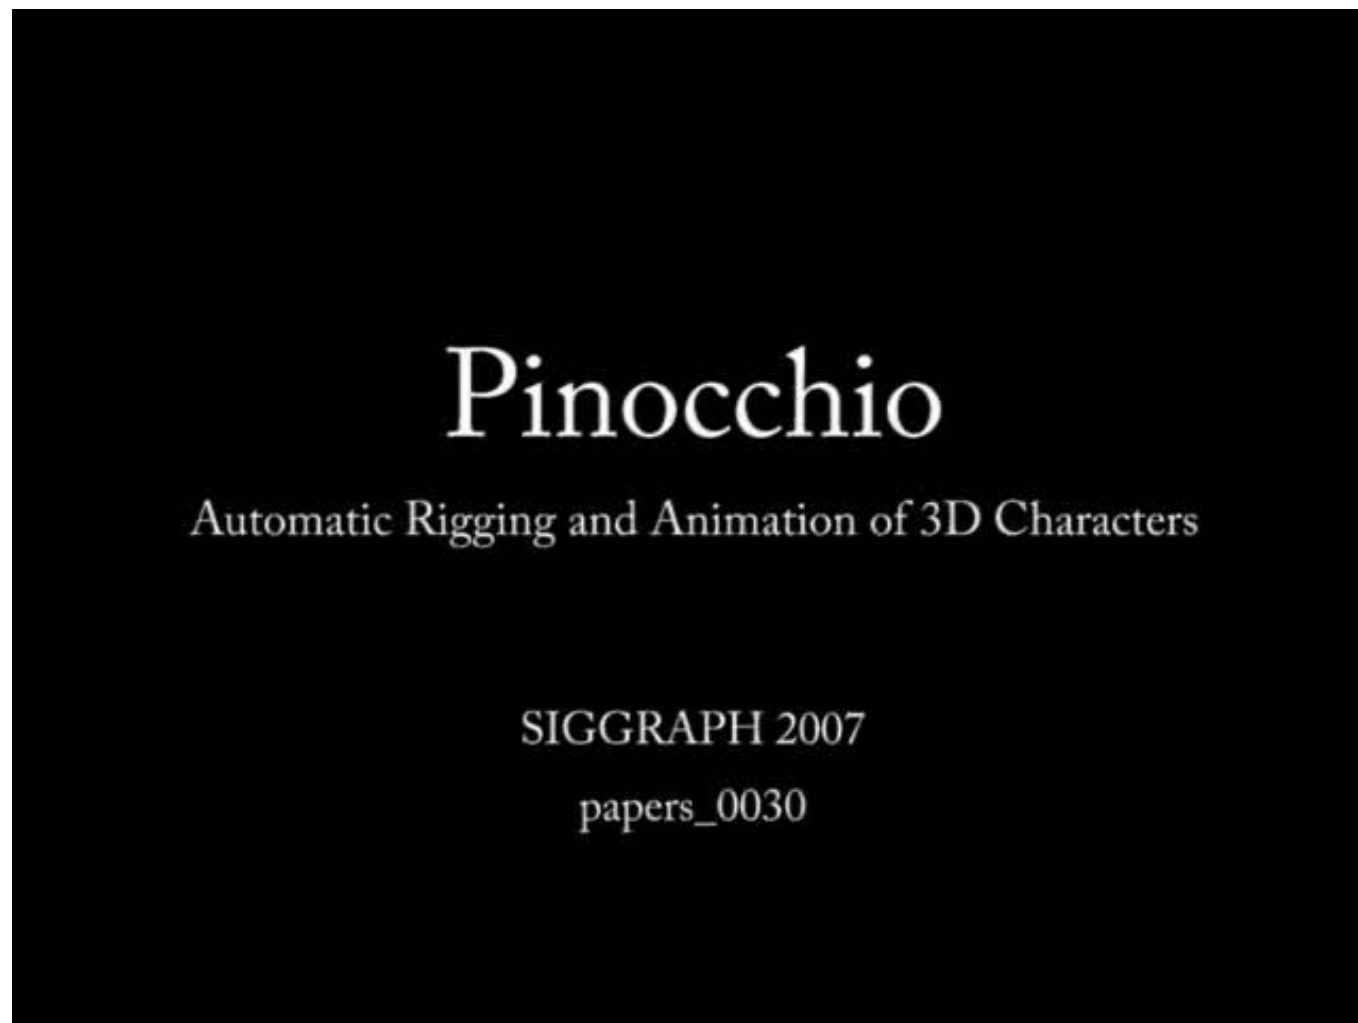 Pinocchio
Automatic Rigging and Animation of 3D Characters
SIGGRAPH 2007
papers_0030